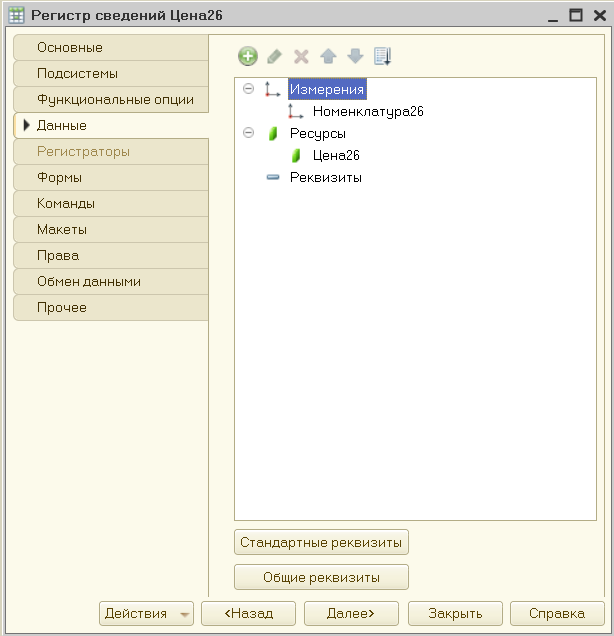 Регистр сведений Цена26
Основные
Подсистемы
Функциональные опции
Данные
Регистраторы
Формы
Команды
Макеты
Права
Обмен данными
Прочее
Измерения
Номенклатура26
Ресурсы
Цена26
Реквизиты
Стандартные реквизиты
Общие реквизиты
Действия
<Назад
Далее>
Закрыть
Справка